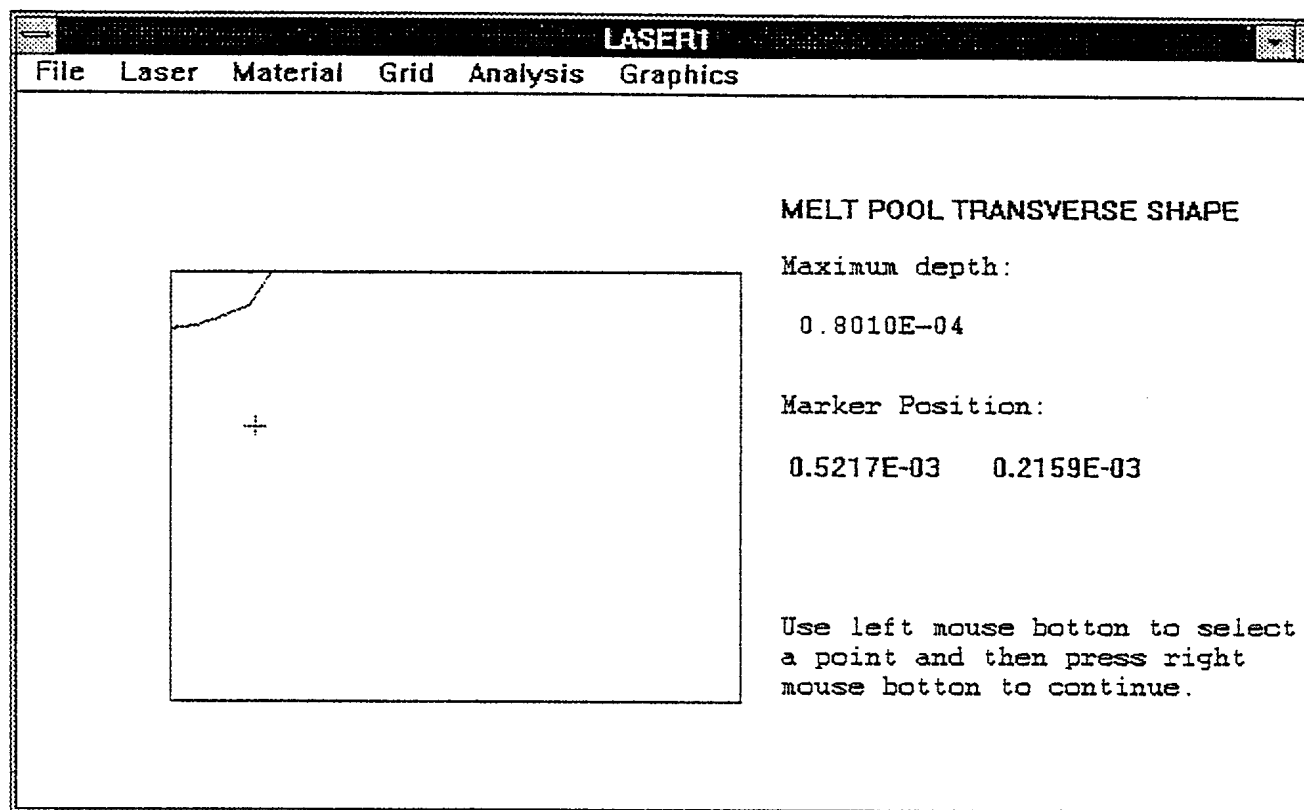 LASER1
File Laser Material Grid Analysis Graphics
MELT POOL TRANSVERSE SHAPE
Maximum depth:
0.8010E-04
Marker Position:
0.5217E-03 0.2159E-03
Use left mouse botton to select
a point and then press right
mouse botton to continue.